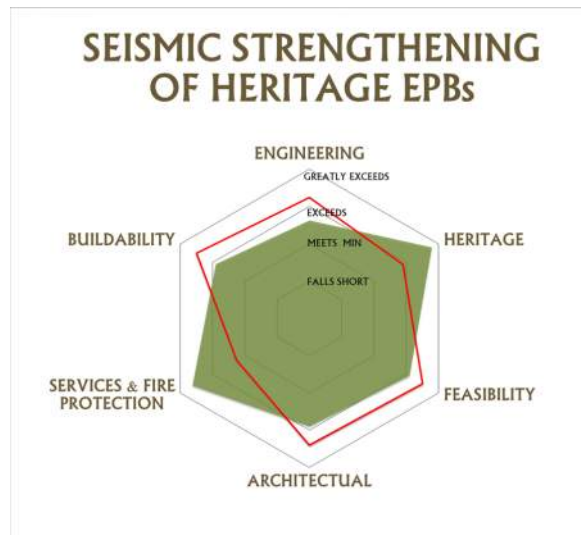 SEISMIC STRENGTHENING
OF HERITAGE EPBs
ENGINEERING
GREATLY EXCEEDS
EXCEEDS
BUILDABILITY
HERITAGE
MEETS MIN
FALLS SHORT
SERVICES & FIRE
PROTECTION
FEASIBILITY
ARCHITECTUAL